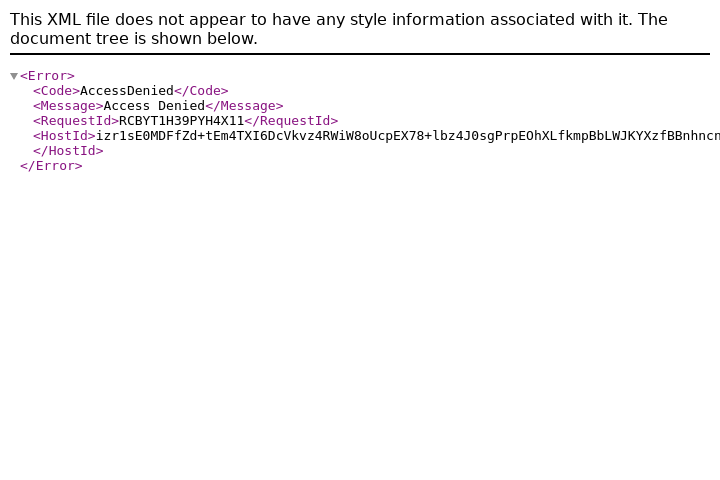 This XML file does not appear to have any style information associated with it. The
document tree is shown below.
<Error>
<Code>AccessDenied</Code>
<Message>Access Denied</Message>
<RequestId>RCBYT1H39PYH4X11</RequestId>
<HostId>izr1sE0MDFfZd+tEm4TXI6DcVkvz4RWiW8oUcpEX78+lbz4J0sgPrpEOhXLfkmpBbLWJKYXzfBBnhncn
</HostId>
</Error>